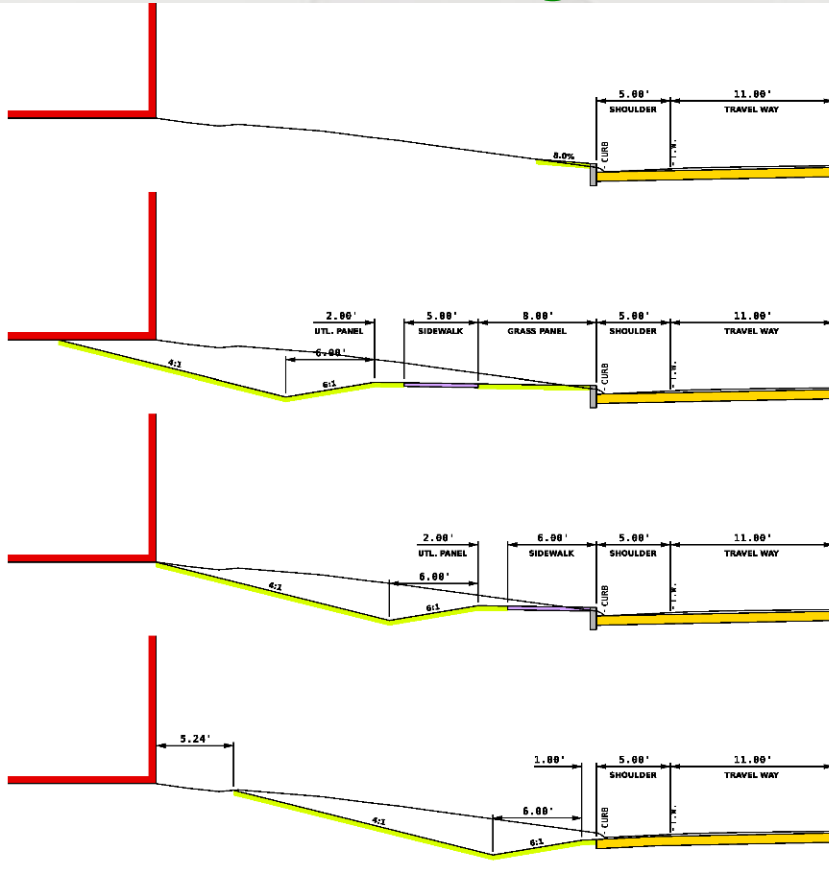 5.00' 11.00'
SHOULDER TRAVEL WAY
8.0%
CURB
T.W.
2.00' 5.00' 8.00' 5.00' 11.00'
UTL. PANEL SIDEWALK GRASS PANEL SHOULDER TRAVEL WAY
6.00'
4:1
6:1
CURB
T.W.
2.00' 6.00' 5.00' 11.00'
UTL. PANEL SIDEWALK SHOULDER TRAVEL WAY
6.00'
4:1
6:1
CURB
T.W.
5.24'
1.00' 5.00' 11.00'
SHOULDER TRAVEL WAY
6.00'
4:1
6:1
CURB
T.W.